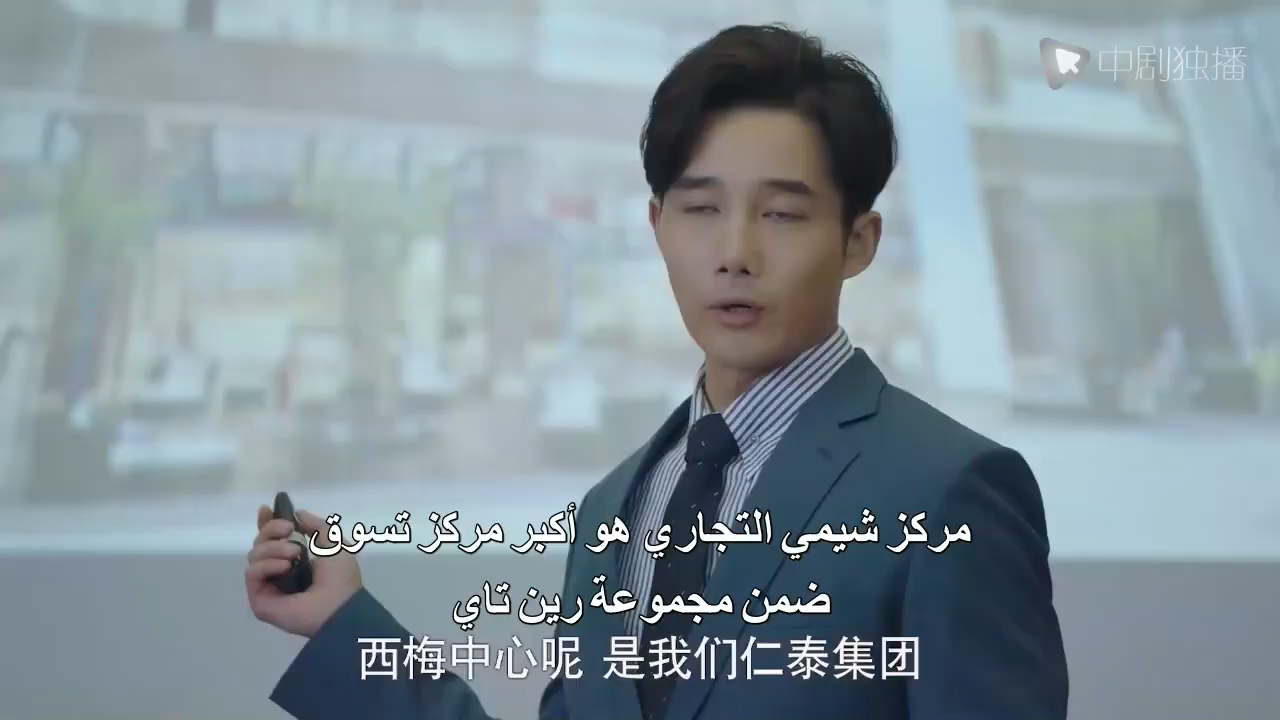 中剧独播
مركز شيمي التجاري هو أكبر مركز تسوق
ضمن مجموعة رين تاي
西梅中心呢 是我们仁泰集团